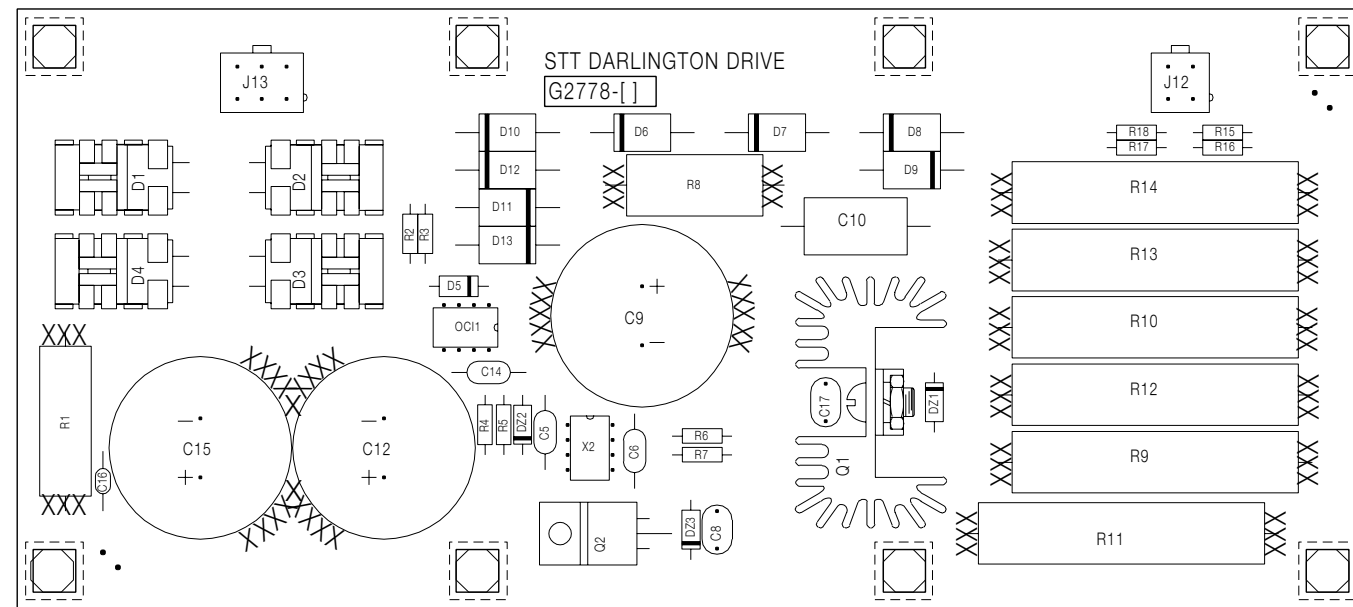 STT DARLINGTON DRIVE
G2778-[ ]
J13
J12
D10
D6
D7
D8
R18
R15
R17
R16
D12
D9
D1
D2
R8
R14
D11
C10
R2
R3
D13
R13
D4
D3
D5
OCI1
C9
+
–
R10
C14
R12
C17
DZ1
R1
–
C15
+
–
C12
+
R4
R5
DZ2
C5
X2
C6
R6
R7
Q1
R9
C16
Q2
DZ3
C8
R11